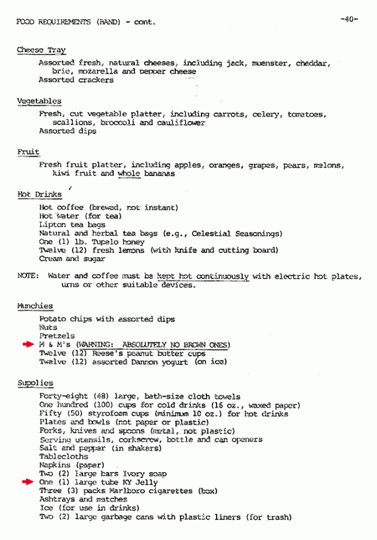 FOOD REQUIREMENTS (BAND) - cont.
-40-
Cheese Tray
Assorted fresh, natural cheeses, including jack, muenster, cheddar,
brie, mozarella and pepper cheese
Assorted crackers
Vegetables
Fresh, cut vegetable platter, including carrots, celery, tomatoes,
scallions, broccoli and cauliflower
Assorted dips
Fruit
Fresh fruit platter, including apples, oranges, grapes, pears, melons,
kiwi fruit and whole bananas
Hot Drinks
Hot coffee (brewed, not instant)
Hot Water (for tea)
Lipton tea bags
Natural and herbal tea bags (e.g., Celestial Seasonings)
One (1) lb. Tupelo honey
Twelve (12) fresh lemons (with knife and cutting board)
Cream and sugar
NOTE: Water and coffee must be kept hot continuously with electric hot plates,
urns or other suitable devices.
Munchies
Potato chips with assorted dips
Nuts
Pretzels
M & M's (WARNING: ABSOLUTELY NO BROWN ONES)
Twelve (12) Reese's peanut butter cups
Twelve (12) assorted Dannon yogurt (on ice)
Supplies
Forty-eight (48) large, bath-size cloth towels
One hundred (100) cups for cold drinks (16 oz., waxed paper)
Fifty (50) styrofoam cups (minimum 10 oz.) for hot drinks
Plates and bowls (not paper or plastic)
Forks, knives and spoons (metal, not plastic)
Serving utensils, corkscrew, bottle and can openers
Salt and pepper (in shakers)
Tablecloths
Napkins (paper)
Two (2) large bars Ivory soap
One (1) large tube KY Jelly
Three (3) packs Marlboro cigarettes (box)
Ashtrays and matches
Ice (for use in drinks)
Two (2) large garbage cans with plastic liners (for trash)